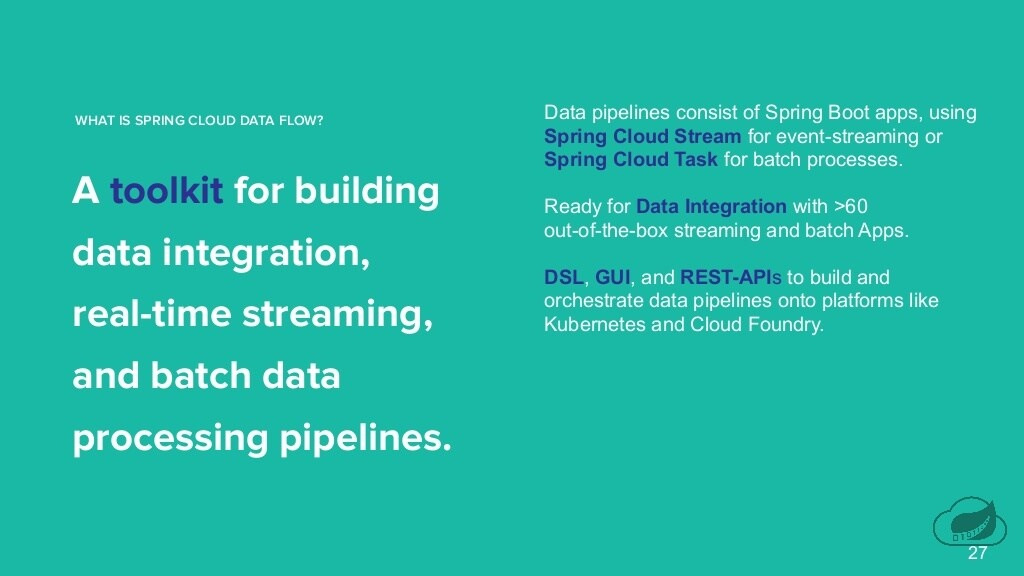 WHAT IS SPRING CLOUD DATA FLOW?
A toolkit for building
data integration,
real-time streaming,
and batch data
processing pipelines.
Data pipelines consist of Spring Boot apps, using
Spring Cloud Stream for event-streaming or
Spring Cloud Task for batch processes.
Ready for Data Integration with >60
out-of-the-box streaming and batch Apps.
DSL, GUI, and REST-APIs to build and
orchestrate data pipelines onto platforms like
Kubernetes and Cloud Foundry.
27